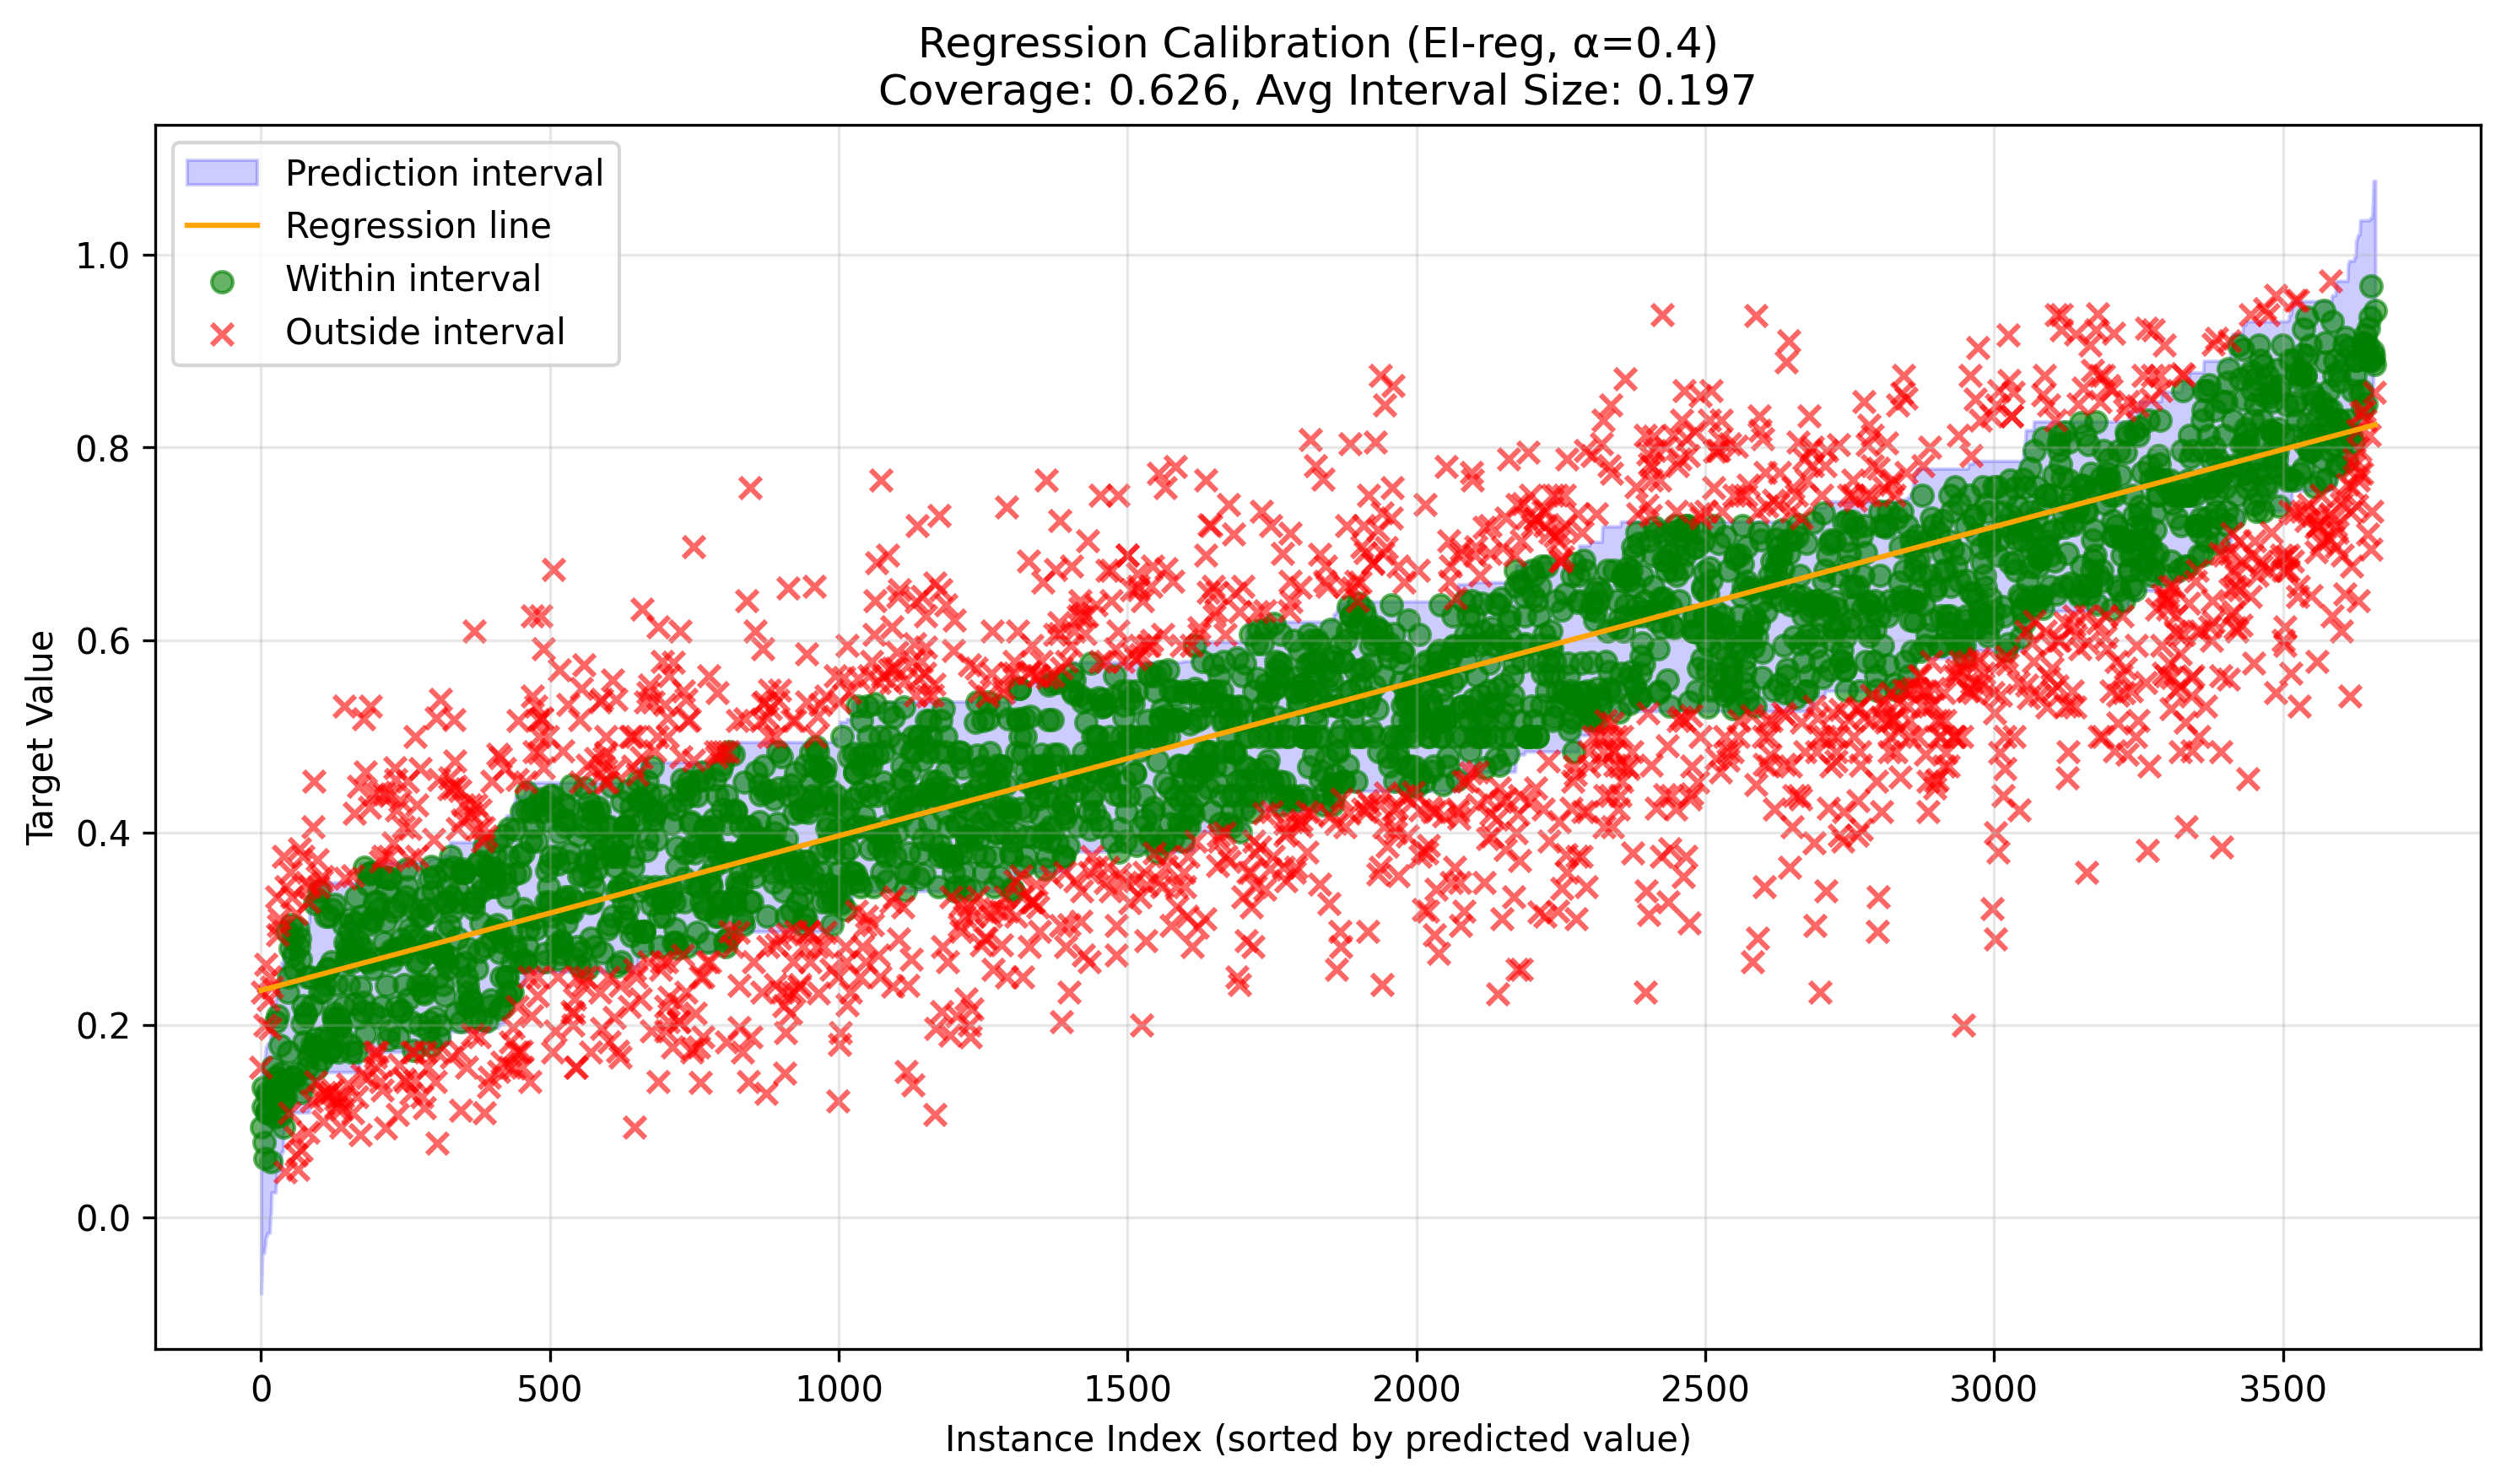 Regression Calibration (EI-reg, α=0.4)
Coverage: 0.626, Avg Interval Size: 0.197
Prediction interval
Regression line
Within interval
Outside interval
1.0
0.8
0.6
0.4
0.2
0.0
Target Value
0 500 1000 1500 2000 2500 3000 3500
Instance Index (sorted by predicted value)